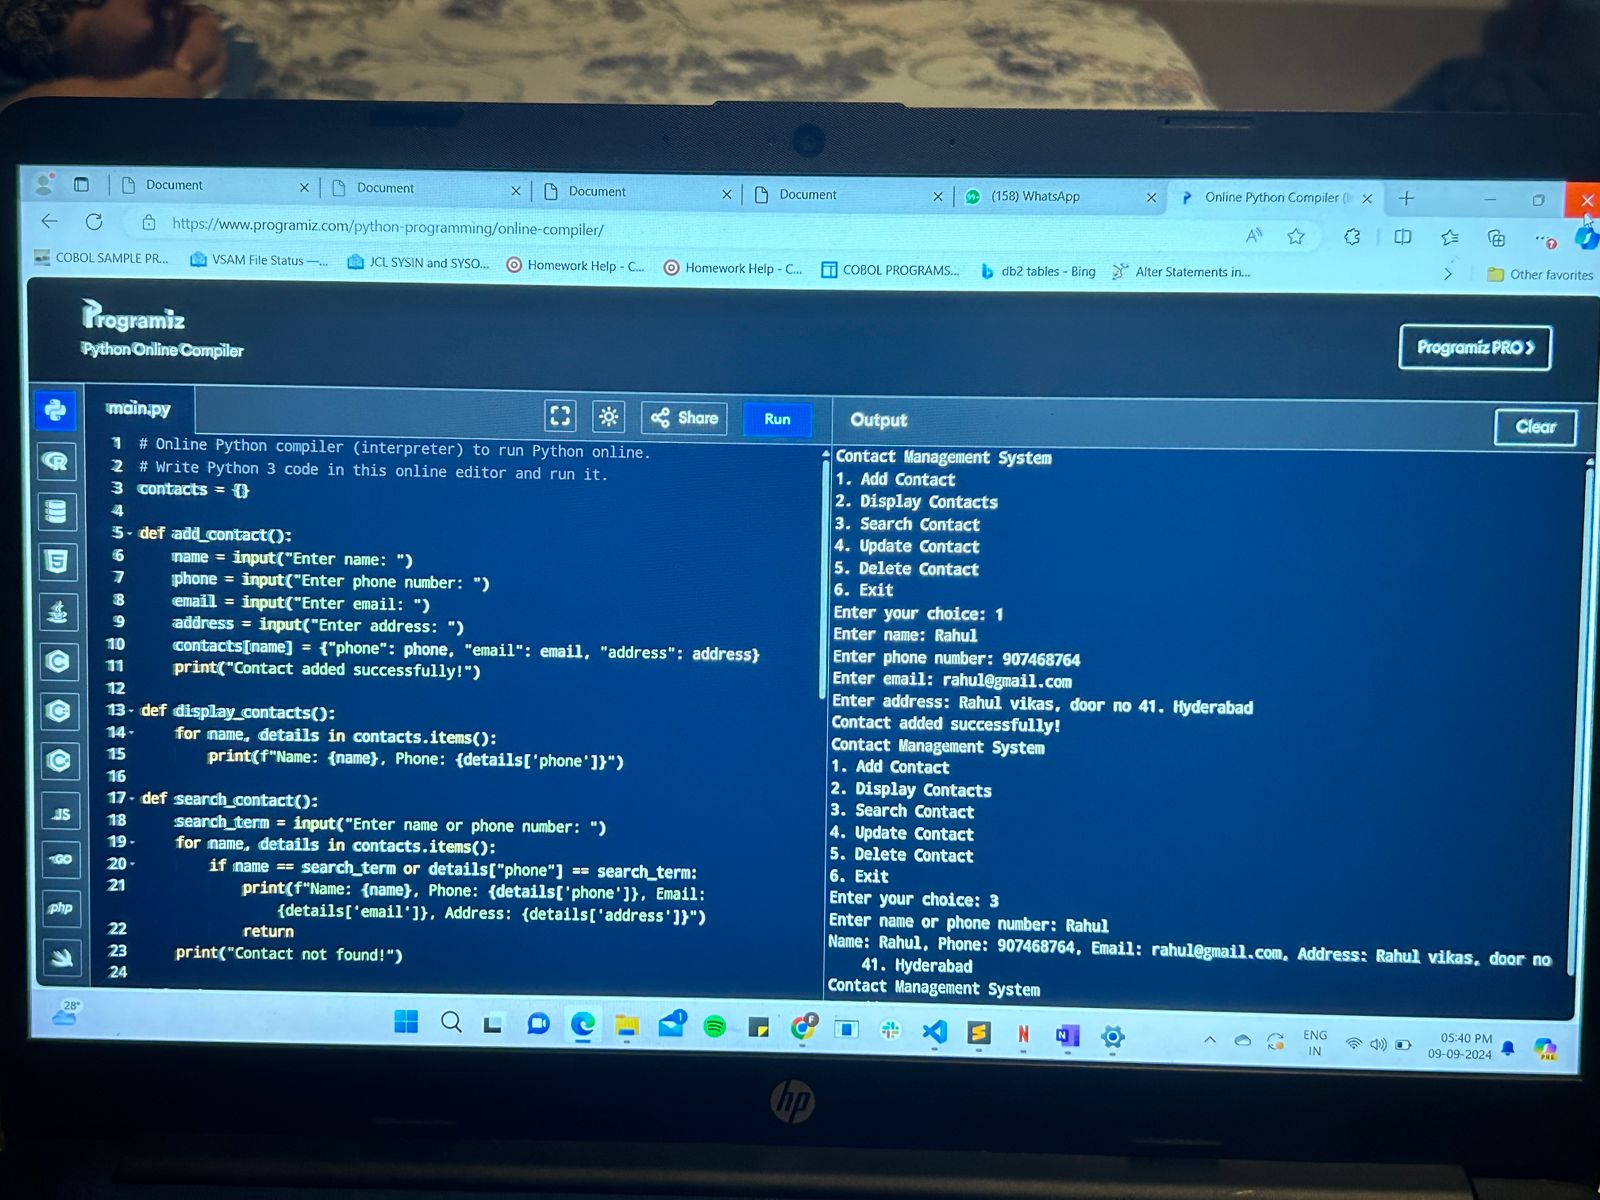 Document
Document
Document
Document
(158) WhatsApp
Online Python Compiler (I
https://www.programiz.com/python-programming/online-compiler/
COBOL SAMPLE PR...
VSAM File Status —...
JCL SYSIN and SYSO...
Homework Help - C...
Homework Help - C...
COBOL PROGRAMS...
db2 tables - Bing
Alter Statements in...
Other favorites
Programiz
Python Online Compiler
Programiz PRO >
main.py
Share
Run
Output
Clear
1 # Online Python compiler (interpreter) to run Python online.
2 # Write Python 3 code in this online editor and run it.
3 contacts = {}
4
5 - def add_contact():
6 name = input("Enter name: ")
7 phone = input("Enter phone number: ")
8 email = input("Enter email: ")
9 address = input("Enter address: ")
10 contacts[name] = {"phone": phone, "email": email, "address": address}
11 print("Contact added successfully!")
12
13 - def display_contacts():
14 - for name, details in contacts.items():
15 print(f"Name: {name}, Phone: {details['phone']}")
16
17 - def search_contact():
18 search_term = input("Enter name or phone number: ")
19 - for name, details in contacts.items():
20 - if name == search_term or details["phone"] == search_term:
21 print(f"Name: {name}, Phone: {details['phone']}, Email:
{details['email']}, Address: {details['address']}")
22 return
23 print("Contact not found!")
24
Contact Management System
1. Add Contact
2. Display Contacts
3. Search Contact
4. Update Contact
5. Delete Contact
6. Exit
Enter your choice: 1
Enter name: Rahul
Enter phone number: 907468764
Enter email: rahul@gmail.com
Enter address: Rahul vikas, door no 41. Hyderabad
Contact added successfully!
Contact Management System
1. Add Contact
2. Display Contacts
3. Search Contact
4. Update Contact
5. Delete Contact
6. Exit
Enter your choice: 3
Enter name or phone number: Rahul
Name: Rahul, Phone: 907468764, Email: rahul@gmail.com, Address: Rahul vikas, door no
41. Hyderabad
Contact Management System
JS
GO
php
28°
ENG
IN
05:40 PM
09-09-2024
hp